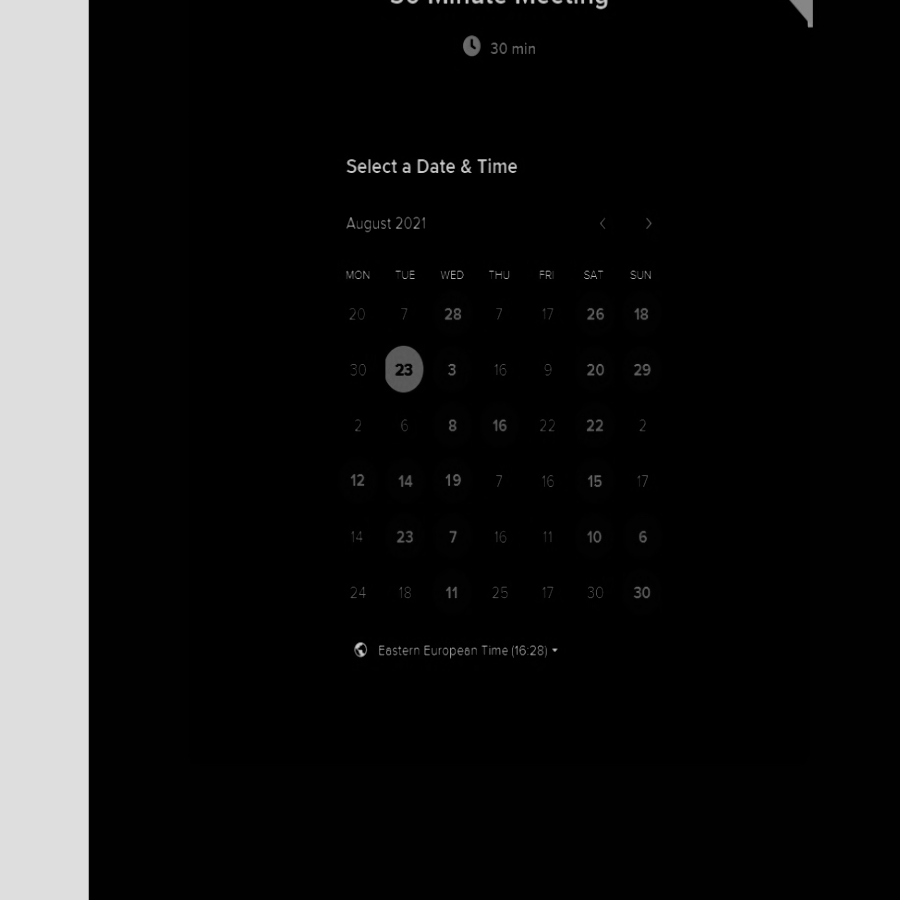 30 Minute Meeting
30 min
Select a Date & Time
August 2021
MON TUE WED THU FRI SAT SUN
20 7 28 7 17 26 18
30 23 3 16 9 20 29
2 6 8 16 22 22 2
12 14 19 7 16 15 17
14 23 7 16 11 10 6
24 18 11 25 17 30 30
Eastern European Time (16:28)